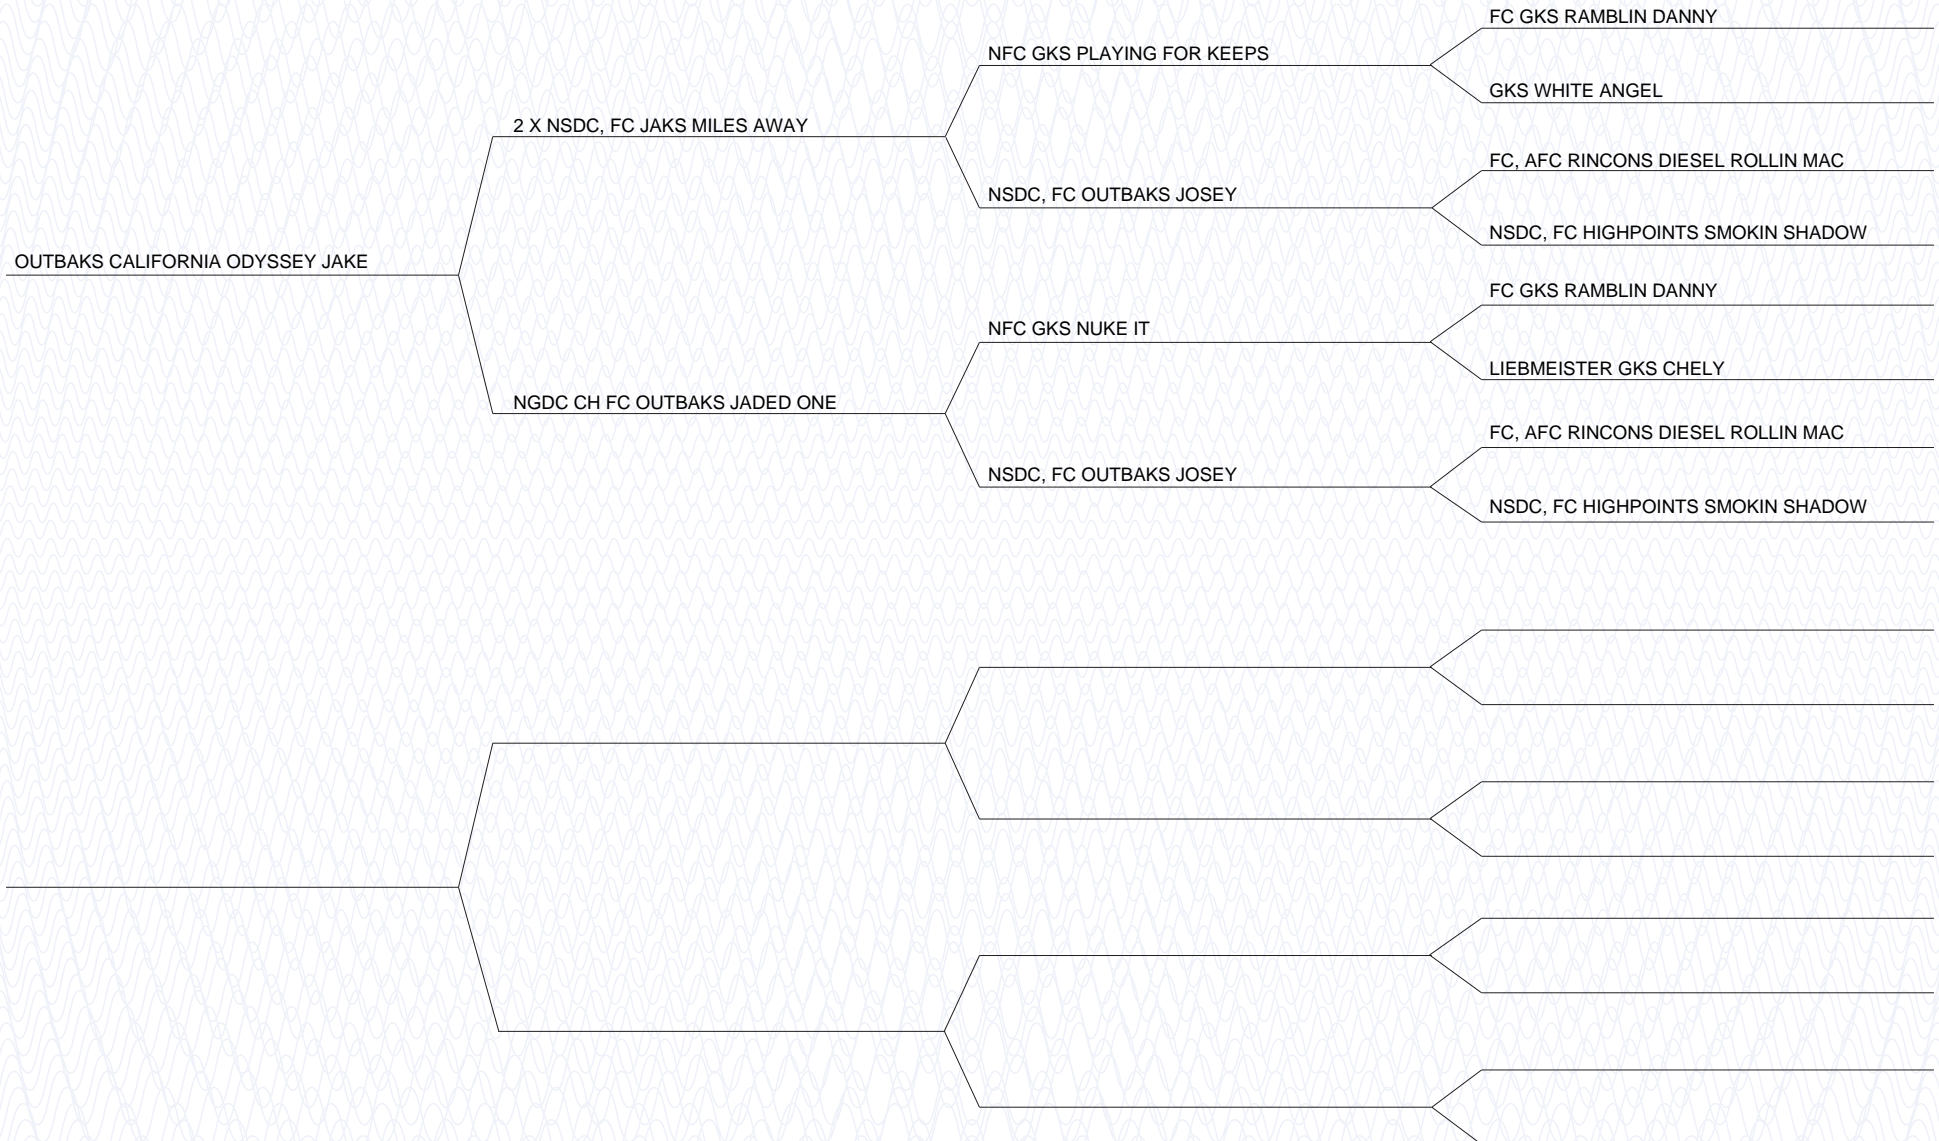 FC GKS RAMBLIN DANNY
NFC GKS PLAYING FOR KEEPS
GKS WHITE ANGEL
2 X NSDC, FC JAKS MILES AWAY
FC, AFC RINCONS DIESEL ROLLIN MAC
NSDC, FC OUTBAKS JOSEY
NSDC, FC HIGHPOINTS SMOKIN SHADOW
OUTBAKS CALIFORNIA ODYSSEY JAKE
FC GKS RAMBLIN DANNY
NFC GKS NUKE IT
LIEBMEISTER GKS CHELY
NGDC CH FC OUTBAKS JADED ONE
FC, AFC RINCONS DIESEL ROLLIN MAC
NSDC, FC OUTBAKS JOSEY
NSDC, FC HIGHPOINTS SMOKIN SHADOW